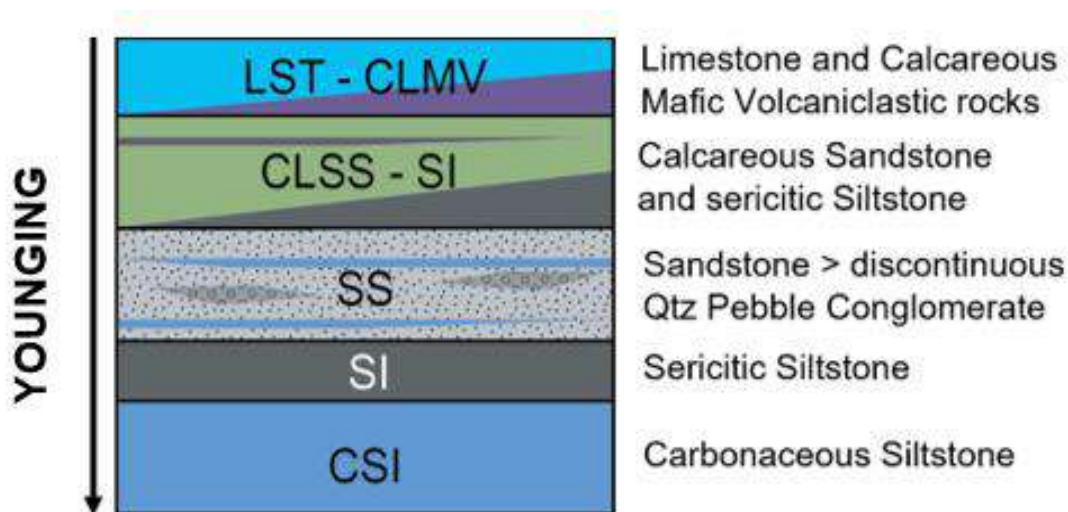 YOUNGING
LST - CLMV
Limestone and Calcareous
Mafic Volcaniclastic rocks
CLSS - SI
Calcareous Sandstone
and sericitic Siltstone
SS
Sandstone > discontinuous
Qtz Pebble Conglomerate
SI
Sericitic Siltstone
CSI
Carbonaceous Siltstone